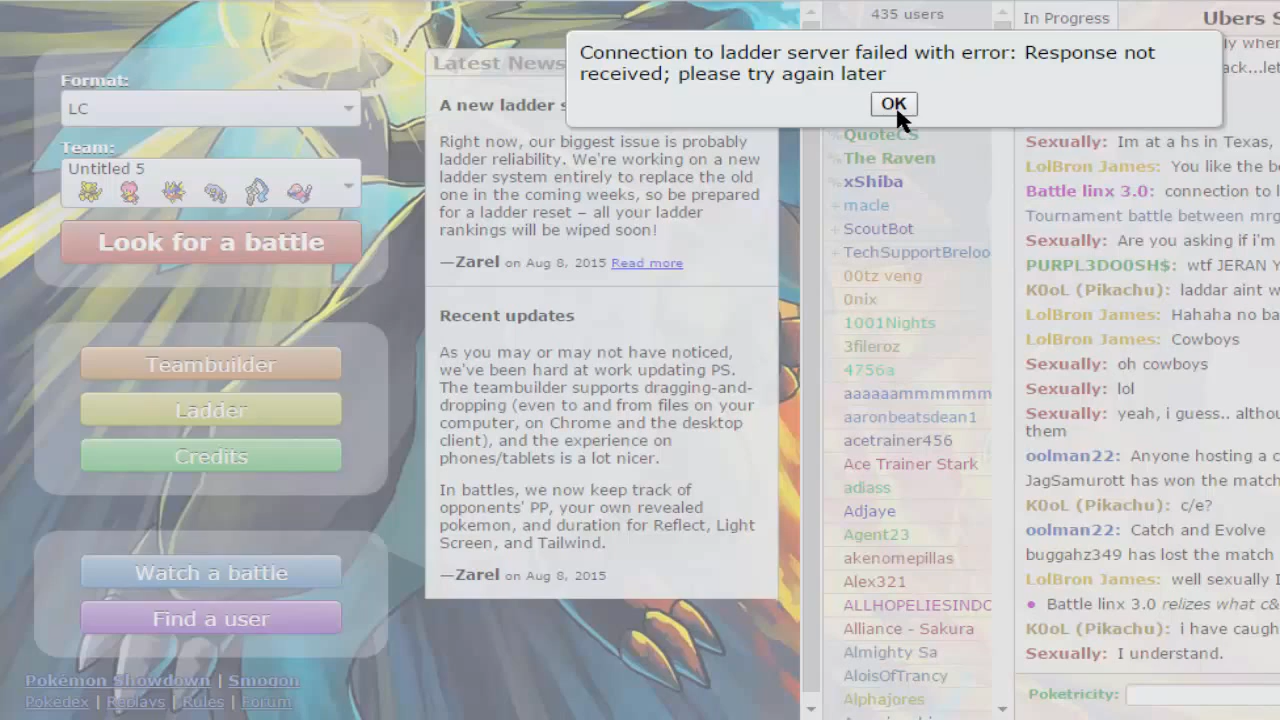 Format:
LC
Team:
Untitled 5
Look for a battle
Teambuilder
Ladder
Credits
Watch a battle
Find a user
Pokémon Showdown | Smogon
Pokédex | Replays | Rules | Forum
Latest News
A new ladder s
Right now, our biggest issue is probably
ladder reliability. We're working on a new
ladder system entirely to replace the old
one in the coming weeks, so be prepared
for a ladder reset – all your ladder
rankings will be wiped soon!
—Zarel on Aug 8, 2015 Read more
Recent updates
As you may or may not have noticed,
we've been hard at work updating PS.
The teambuilder supports dragging-and-
dropping (even to and from files on your
computer, on Chrome and the desktop
client), and the experience on
phones/tablets is a lot nicer.
In battles, we now keep track of
opponents' PP, your own revealed
pokemon, and duration for Reflect, Light
Screen, and Tailwind.
—Zarel on Aug 8, 2015
Connection to ladder server failed with error: Response not
received; please try again later
OK
435 users
%QuoteCS
%The Raven
%xShiba
+macle
+ScoutBot
+TechSupportBreloo
00tz veng
0nix
1001Nights
3fileroz
4756a
aaaaaammmmmm
aaronbeatsdean1
acetrainer456
Ace Trainer Stark
adiass
Adjaye
Agent23
akenomepillas
Alex321
ALLHOPELIESINDO
Alliance - Sakura
Almighty Sa
AloisOfTrancy
Alphajores
In Progress
Ubers S
y when
ack...let
Sexually: Im at a hs in Texas,
LolBron James: You like the be
Battle linx 3.0: connection to l
Tournament battle between mrg
Sexually: Are you asking if i'm
PURPL3DO0SH$: wtf JERAN Y
K0oL (Pikachu): laddar aint w
LolBron James: Hahaha no ba
LolBron James: Cowboys
Sexually: oh cowboys
Sexually: lol
Sexually: yeah, i guess.. althou
them
oolman22: Anyone hosting a c
JagSamurott has won the match
K0oL (Pikachu): c/e?
oolman22: Catch and Evolve
buggahz349 has lost the match
LolBron James: well sexually I
• Battle linx 3.0 relizes what c&
K0oL (Pikachu): i have caugh
Sexually: I understand.
Poketricity: